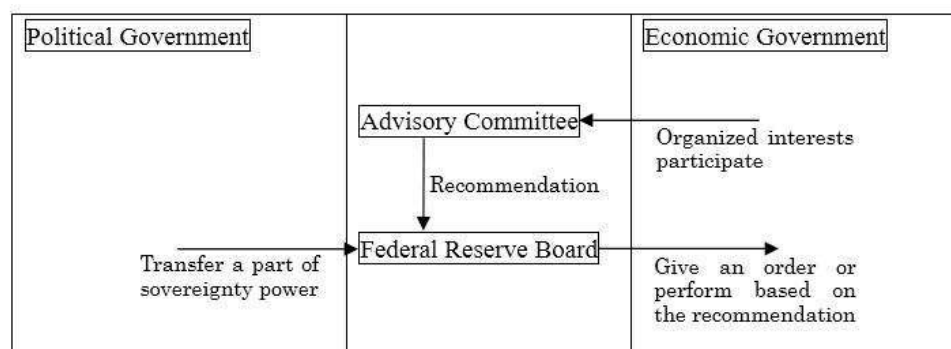 Political Government
Economic Government
Advisory Committee
Organized interests
participate
Recommendation
Federal Reserve Board
Transfer a part of
sovereignty power
Give an order or
perform based on
the recommendation